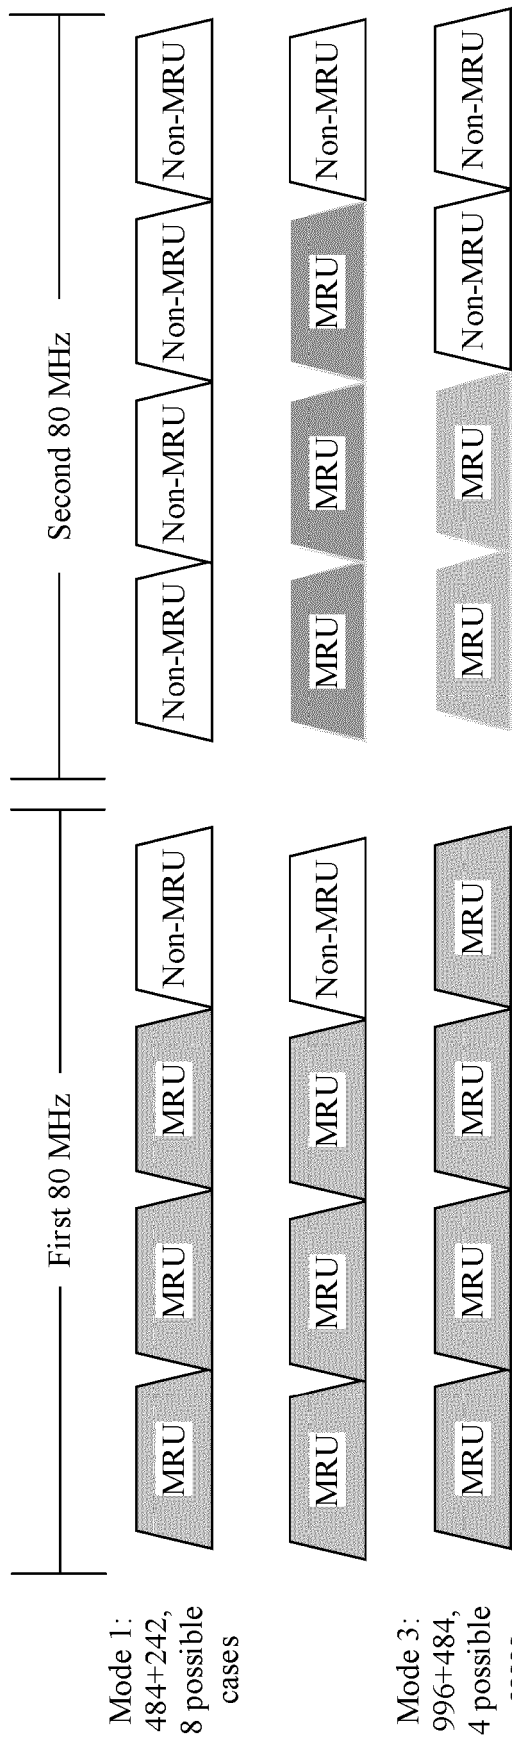 First 80 MHz
Second 80 MHz
Mode 1:
484+242,
8 possible
cases
MRU
MRU
MRU
Non-MRU
Non-MRU
Non-MRU
Non-MRU
Non-MRU
MRU
MRU
MRU
Non-MRU
MRU
MRU
MRU
Non-MRU
Mode 3:
996+484,
4 possible
MRU
MRU
MRU
MRU
MRU
MRU
Non-MRU
Non-MRU